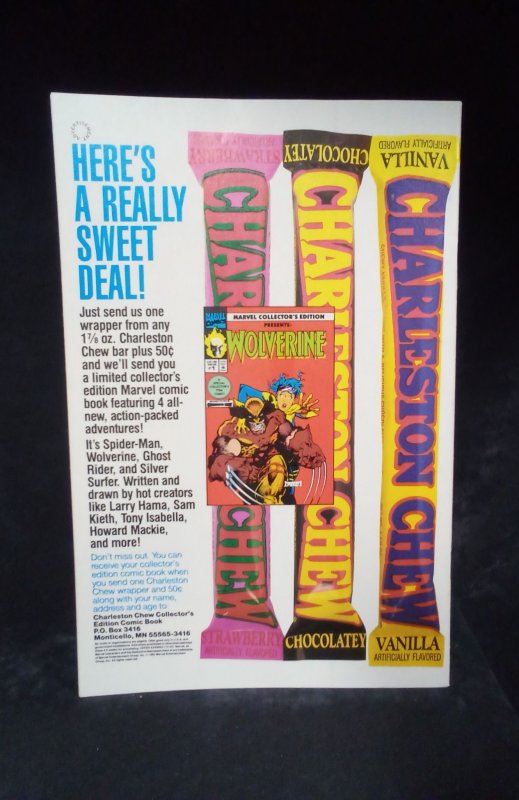 ADVERTISEMENT
HERE'S
A REALLY
SWEET
DEAL!
Just send us one
wrapper from any
1⅞ oz. Charleston
Chew bar plus 50¢
and we'll send you
a limited collector's
edition Marvel comic
book featuring 4 all-
new, action-packed
adventures!
It's Spider-Man,
Wolverine, Ghost
Rider, and Silver
Surfer. Written and
drawn by hot creators
like Larry Hama, Sam
Kieth, Tony Isabella,
Howard Mackie,
and more!
Don't miss out. You can
receive your collector's
edition comic book when
you send one Charleston
Chew wrapper and 50¢
along with your name,
address and age to
Charleston Chew Collector's
Edition Comic Book
P.O. Box 3416
Monticello, MN 55565-3416
STRAWBERRY
ARTIFICIALLY FLAVORED
CHARLESTON CHEW
STRAWBERRY
ARTIFICIALLY FLAVORED
CHOCOLATEY
CHARLESTON CHEW
CHOCOLATEY
VANILLA
ARTIFICIALLY FLAVORED
CHARLESTON CHEW
VANILLA
ARTIFICIALLY FLAVORED
MARVEL COLLECTOR'S EDITION
PRESENTS:
MARVEL
WOLVERINE
#1